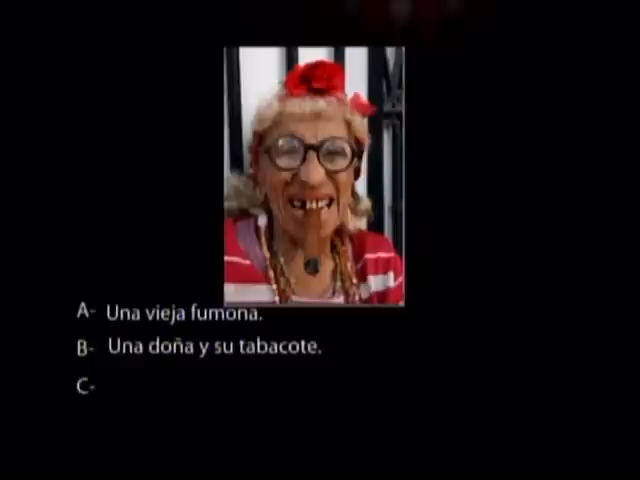 A- Una vieja fumona.
B- Una doña y su tabacote.
C-